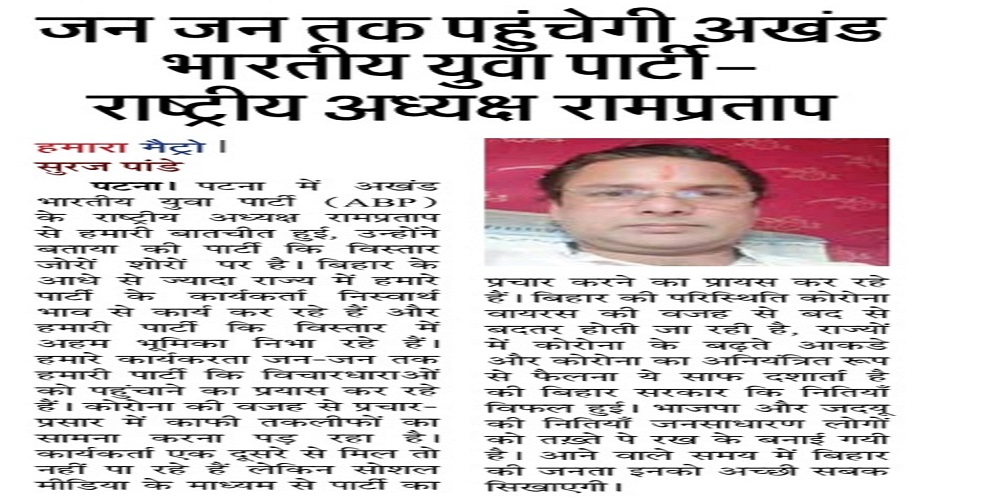 जन जन तक पहुंचेगी अखंड
भारतीय युवा पार्टी–
राष्ट्रीय अध्यक्ष रामप्रताप
हमारा मैट्रो |
सुरज पांडे
पटना। पटना में अखंड
भारतीय युवा पार्टी (ABP)
के राष्ट्रीय अध्यक्ष रामप्रताप
से हमारी बातचीत हुई, उन्होंने
बताया की पार्टी कि विस्तार
जोरों शोरों पर है। बिहार के
आधे से ज्यादा राज्य में हमारे
पार्टी के कार्यकर्ता निस्वार्थ
भाव से कार्य कर रहे हैं और
हमारी पार्टी कि विस्तार में
अहम भूमिका निभा रहे हैं।
हमारे कार्यकरता जन-जन तक
हमारी पार्टी कि विचारधाराओं
को पहुंचाने का प्रयास कर रहे
हैं। कोरोना की वजह से प्रचार-
प्रसार में काफी तकलीफों का
सामना करना पड़ रहा है।
कार्यकर्ता एक दूसरे से मिल तो
नहीं पा रहे हैं लेकिन सोशल
मीडिया के माध्यम से पार्टी का
प्रचार करने का प्रायस कर रहे
हैं। बिहार की परिस्थिति कोरोना
वायरस की वजह से बद से
बदतर होती जा रही है, राज्यों
में कोरोना के बढ़ते आकडे
और कोरोना का अनियंत्रित रूप
से फैलना ये साफ दशार्ता है
की बिहार सरकार कि नितियाँ
विफल हुई। भाजपा और जदयू
की नितियाँ जनसाधारण लोगों
को तख़्ते पे रख के बनाई गयी
है। आने वाले समय में बिहार
की जनता इनको अच्छी सबक
सिखाएगी।